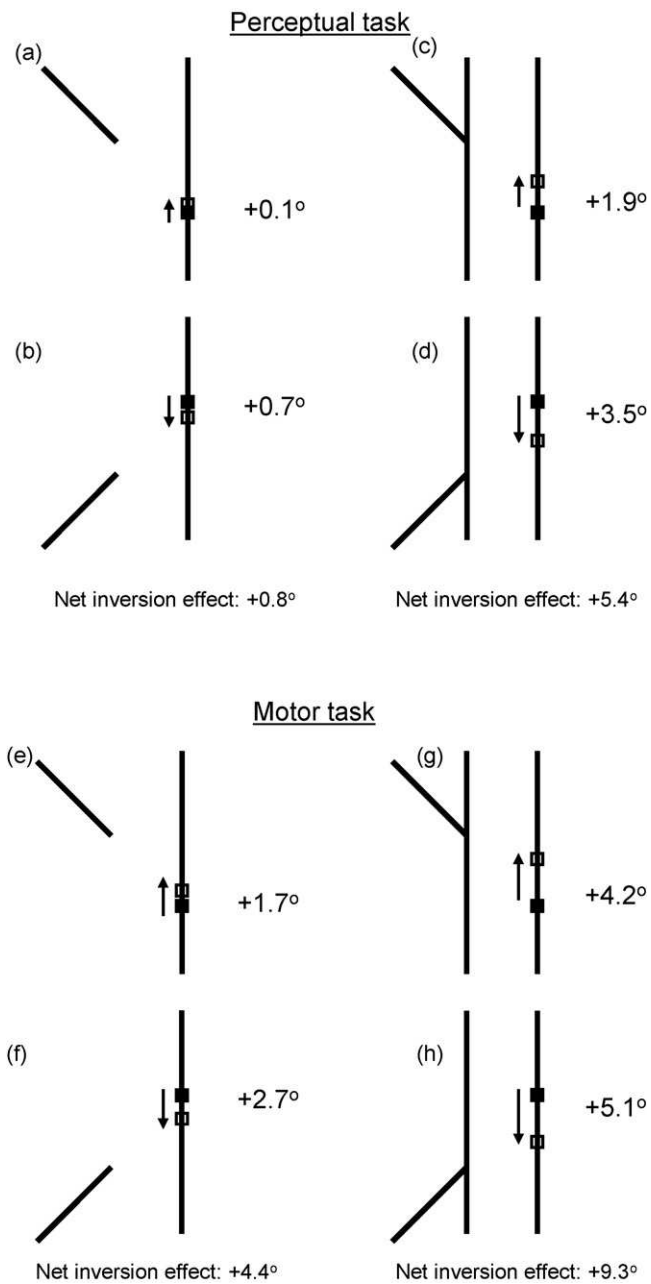 Perceptual task
(a)
(c)
+0.1°
+1.9°
(b)
(d)
+0.7°
+3.5°
Net inversion effect: +0.8°
Net inversion effect: +5.4°
Motor task
(e)
(g)
+1.7°
+4.2°
(f)
(h)
+2.7°
+5.1°
Net inversion effect: +4.4°
Net inversion effect: +9.3°